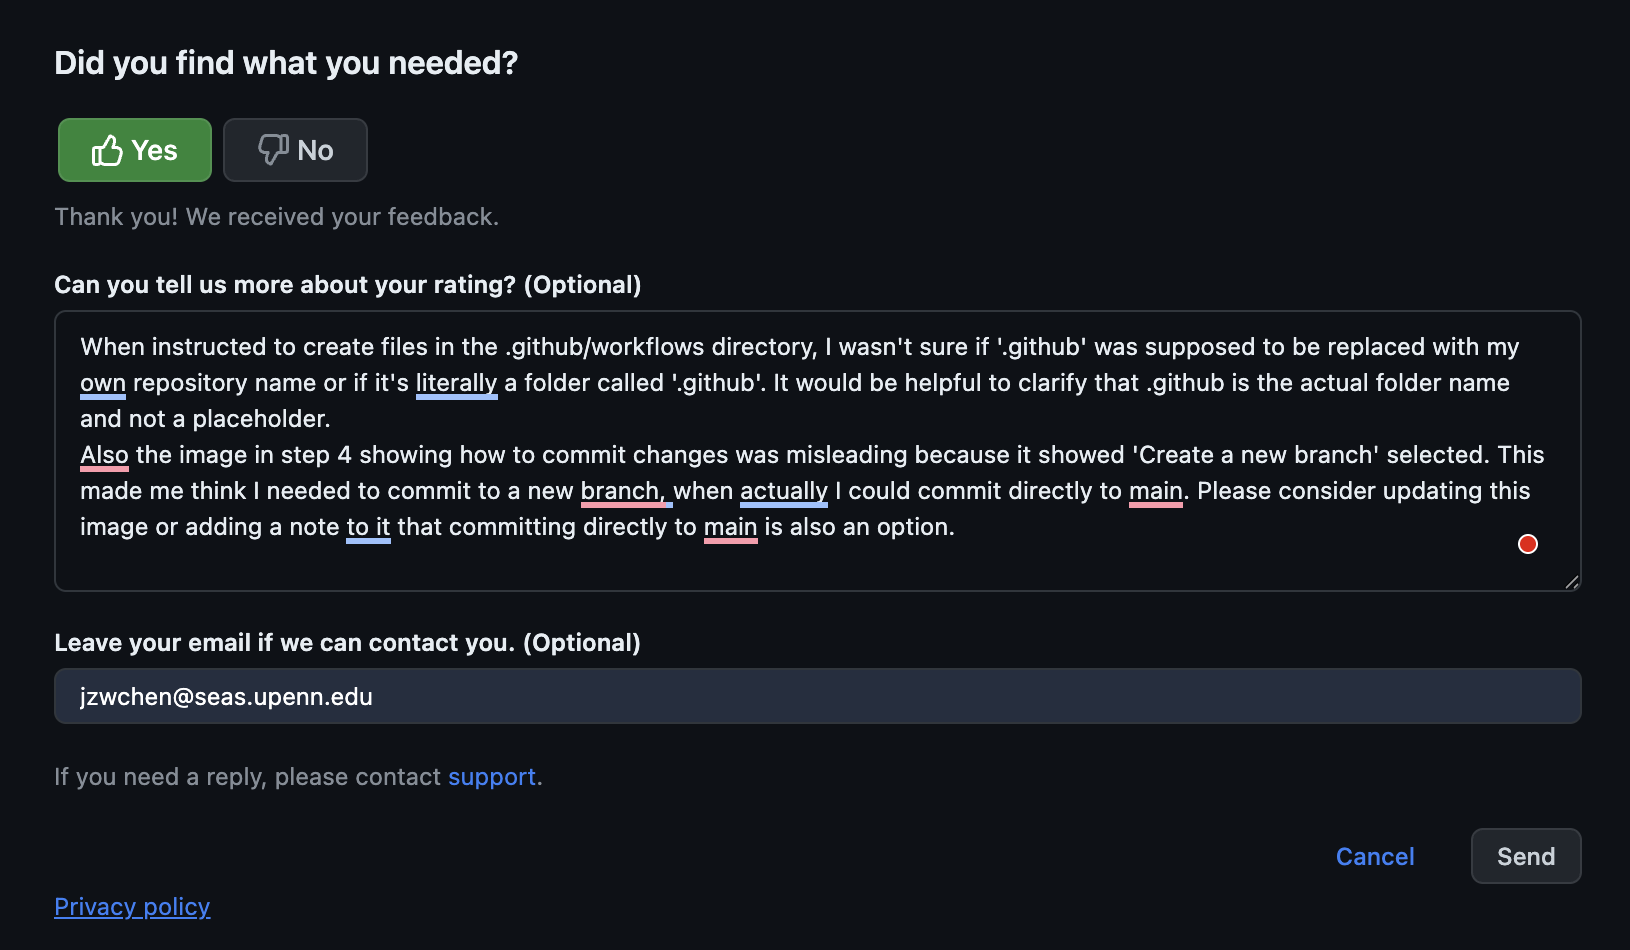 Did you find what you needed?
Yes No
Thank you! We received your feedback.
Can you tell us more about your rating? (Optional)
When instructed to create files in the .github/workflows directory, I wasn't sure if '.github' was supposed to be replaced with my
own repository name or if it's literally a folder called '.github'. It would be helpful to clarify that .github is the actual folder name
and not a placeholder.
Also the image in step 4 showing how to commit changes was misleading because it showed 'Create a new branch' selected. This
made me think I needed to commit to a new branch, when actually I could commit directly to main. Please consider updating this
image or adding a note to it that committing directly to main is also an option.
Leave your email if we can contact you. (Optional)
jzwchen@seas.upenn.edu
If you need a reply, please contact support.
Cancel Send
Privacy policy